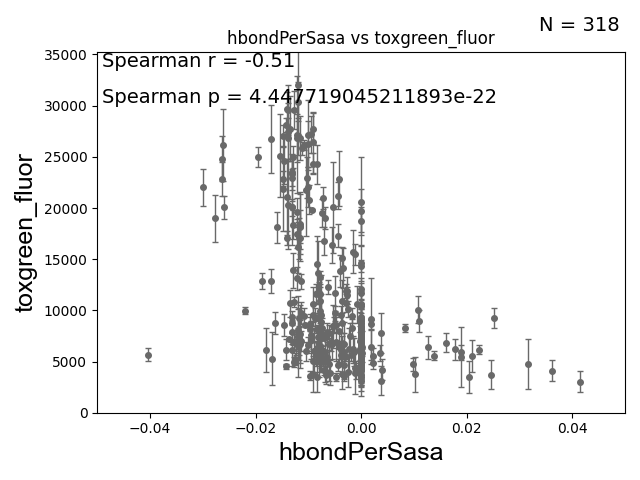 N = 318
hbondPerSasa vs toxgreen_fluor
Spearman r = -0.51
Spearman p = 4.447719045211893e-22
toxgreen_fluor
35000
30000
25000
20000
15000
10000
5000
0
−0.04
−0.02
0.00
0.02
0.04
hbondPerSasa